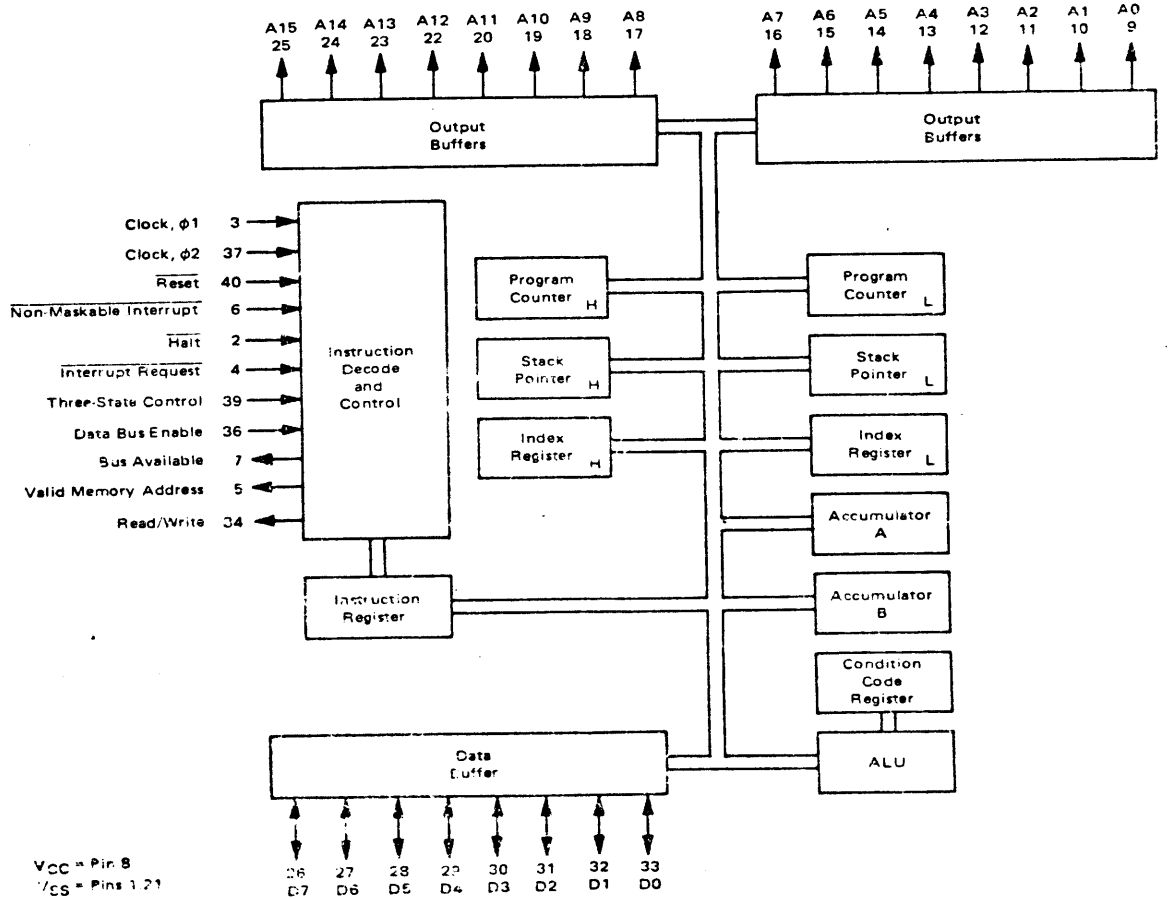 A15 A14 A13 A12 A11 A10 A9 A8 A7 A6 A5 A4 A3 A2 A1 A0
25 24 23 22 20 19 18 17 16 15 14 13 12 11 10 9
Output
Buffers
Output
Buffers
Clock, ϕ1 3
Clock, ϕ2 37
Reset 40
Non-Maskable Interrupt 6
Halt 2
Interrupt Request 4
Three-State Control 39
Data Bus Enable 36
Bus Available 7
Valid Memory Address 5
Read/Write 34
Instruction
Decode
and
Control
Program
Counter H
Program
Counter L
Stack
Pointer H
Stack
Pointer L
Index
Register H
Index
Register L
Accumulator
A
Instruction
Register
Accumulator
B
Condition
Code
Register
Data
Buffer
ALU
26 27 28 29 30 31 32 33
D7 D6 D5 D4 D3 D2 D1 D0
VCC = Pin 8
VSS = Pins 1,21